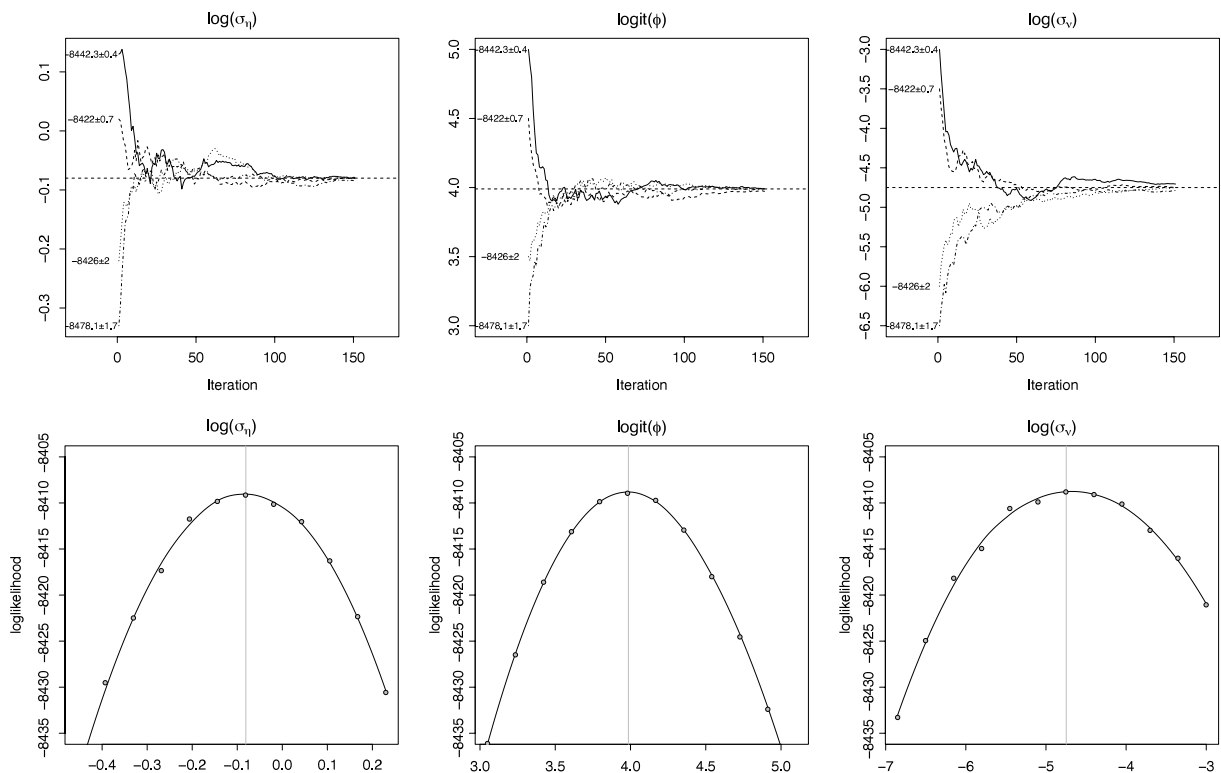 log(ση)
logit(ϕ)
log(σv)
−8442.3±0.4
−8422±0.7
−8426±2
−8478.1±1.7
0.1
0.0
−0.1
−0.2
−0.3
0 50 100 150
Iteration
−8442.3±0.4
−8422±0.7
−8426±2
−8478.1±1.7
5.0
4.5
4.0
3.5
3.0
0 50 100 150
Iteration
−8442.3±0.4
−8422±0.7
−8426±2
−8478.1±1.7
−3.0
−3.5
−4.0
−4.5
−5.0
−5.5
−6.0
−6.5
0 50 100 150
Iteration
log(ση)
logit(ϕ)
log(σv)
loglikelihood
−8405
−8410
−8415
−8420
−8425
−8430
−8435
−0.4 −0.3 −0.2 −0.1 0.0 0.1 0.2
loglikelihood
−8405
−8410
−8415
−8420
−8425
−8430
−8435
3.0 3.5 4.0 4.5 5.0
loglikelihood
−8405
−8410
−8415
−8420
−8425
−8430
−8435
−7 −6 −5 −4 −3